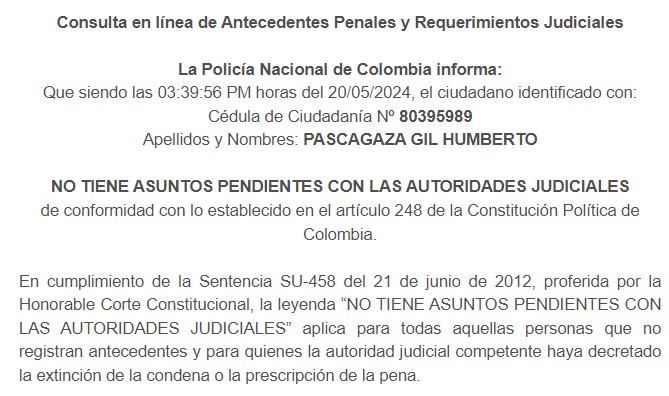 Consulta en línea de Antecedentes Penales y Requerimientos Judiciales
La Policía Nacional de Colombia informa:
Que siendo las 03:39:56 PM horas del 20/05/2024, el ciudadano identificado con:
Cédula de Ciudadanía Nº 80395989
Apellidos y Nombres: PASCAGAZA GIL HUMBERTO
NO TIENE ASUNTOS PENDIENTES CON LAS AUTORIDADES JUDICIALES
de conformidad con lo establecido en el artículo 248 de la Constitución Política de
Colombia.
En cumplimiento de la Sentencia SU-458 del 21 de junio de 2012, proferida por la
Honorable Corte Constitucional, la leyenda “NO TIENE ASUNTOS PENDIENTES CON
LAS AUTORIDADES JUDICIALES” aplica para todas aquellas personas que no
registran antecedentes y para quienes la autoridad judicial competente haya decretado
la extinción de la condena o la prescripción de la pena.